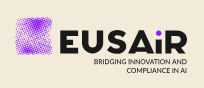 EUSAiR
BRIDGING INNOVATION AND
COMPLIANCE IN AI